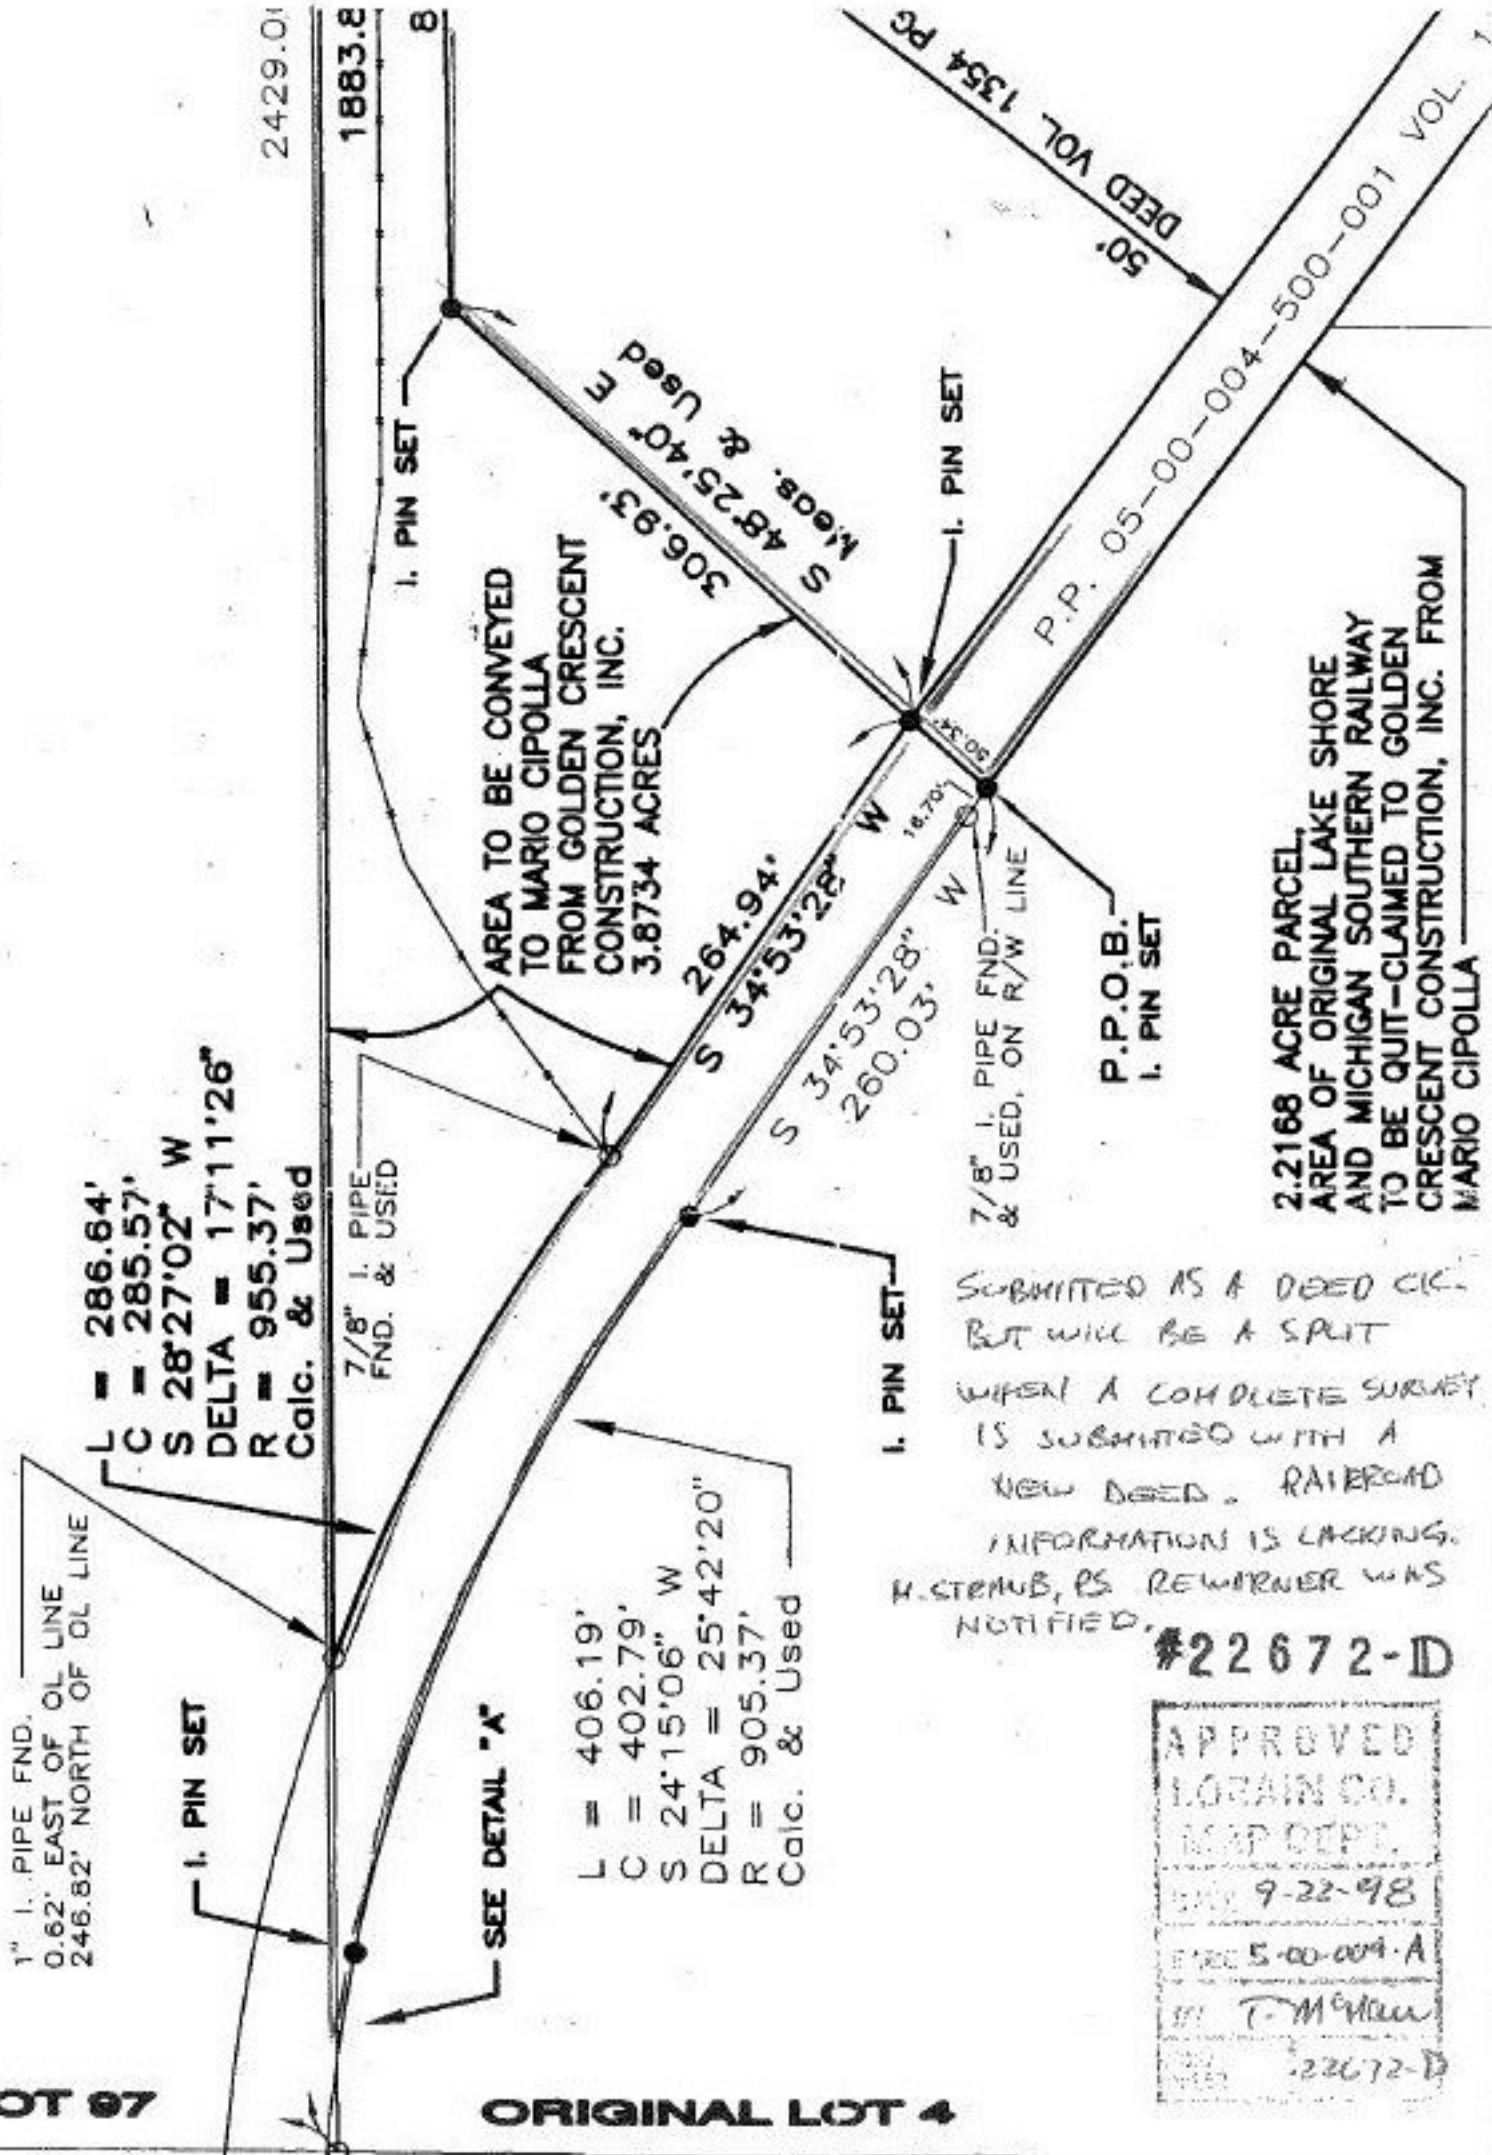 2429.0
1883.8
8
I. PIN SET
50'
DEED VOL. 1354 PG
P.P. 05-00-004-500-001 VOL.
306.93'
S 48°25'40" E
Meas. & Used
I. PIN SET
AREA TO BE CONVEYED
TO MARIO CIPOLLA
FROM GOLDEN CRESCENT
CONSTRUCTION, INC.
3.8734 ACRES
264.94'
S 34°53'28" W
50.34'
16.70'
S 34°53'28" W
260.03'
7/8" I. PIPE FND.
& USED, ON R/W LINE
P.P.O.B.
I. PIN SET
2.2168 ACRE PARCEL,
AREA OF ORIGINAL LAKE SHORE
AND MICHIGAN SOUTHERN RAILWAY
TO BE QUIT-CLAIMED TO GOLDEN
CRESCENT CONSTRUCTION, INC. FROM
MARIO CIPOLLA
L = 286.64'
C = 285.57'
S 28°27'02" W
DELTA = 17°11'26"
R = 955.37'
Calc. & Used
7/8" I. PIPE
FND. & USED
1" I. PIPE FND.
0.62' EAST OF OL LINE
246.82' NORTH OF OL LINE
I. PIN SET
SEE DETAIL "A"
L = 406.19'
C = 402.79'
S 24°15'06" W
DELTA = 25°42'20"
R = 905.37'
Calc. & Used
I. PIN SET
SUBMITTED AS A DEED CK.
BUT WILL BE A SPLIT
WHEN A COMPLETE SURVEY
IS SUBMITTED WITH A
NEW DEED. RAILROAD
INFORMATION IS LACKING.
M. STRAUB, PS REWARNER WAS
NOTIFIED.
#22672-D
APPROVED
LORAIN CO.
MAP DEPT.
DATE 9-22-98
5-00-004-A
22672-D
OT 97
ORIGINAL LOT 4